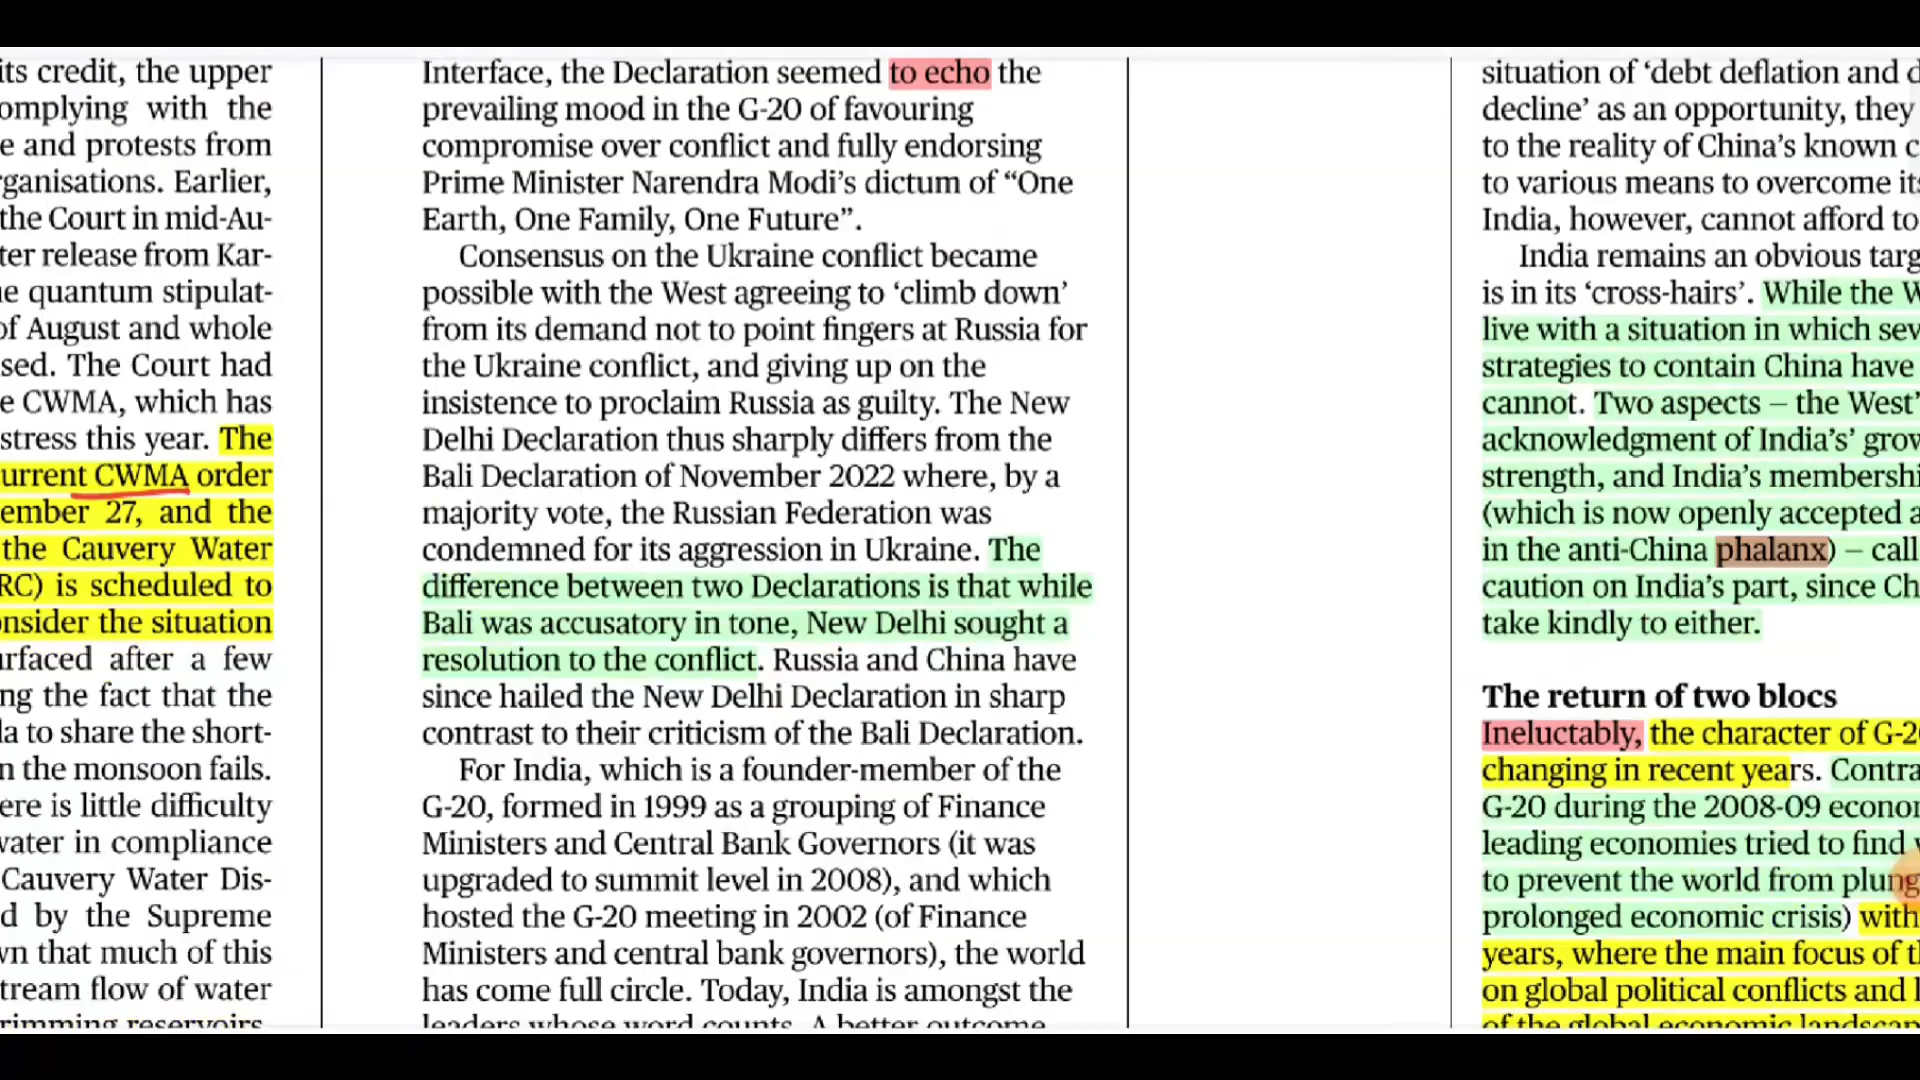 its credit, the upper
omplying with the
e and protests from
ganisations. Earlier,
the Court in mid-Au-
ter release from Kar-
e quantum stipulat-
of August and whole
sed. The Court had
e CWMA, which has
stress this year. The
urrent CWMA order
ember 27, and the
the Cauvery Water
RC) is scheduled to
nsider the situation
urfaced after a few
ng the fact that the
la to share the short-
n the monsoon fails.
ere is little difficulty
water in compliance
Cauvery Water Dis-
d by the Supreme
wn that much of this
tream flow of water
rimming reservoirs.
Interface, the Declaration seemed to echo the
prevailing mood in the G-20 of favouring
compromise over conflict and fully endorsing
Prime Minister Narendra Modi’s dictum of “One
Earth, One Family, One Future”.
Consensus on the Ukraine conflict became
possible with the West agreeing to ‘climb down’
from its demand not to point fingers at Russia for
the Ukraine conflict, and giving up on the
insistence to proclaim Russia as guilty. The New
Delhi Declaration thus sharply differs from the
Bali Declaration of November 2022 where, by a
majority vote, the Russian Federation was
condemned for its aggression in Ukraine. The
difference between two Declarations is that while
Bali was accusatory in tone, New Delhi sought a
resolution to the conflict. Russia and China have
since hailed the New Delhi Declaration in sharp
contrast to their criticism of the Bali Declaration.
For India, which is a founder-member of the
G-20, formed in 1999 as a grouping of Finance
Ministers and Central Bank Governors (it was
upgraded to summit level in 2008), and which
hosted the G-20 meeting in 2002 (of Finance
Ministers and central bank governors), the world
has come full circle. Today, India is amongst the
leaders whose word counts. A better outcome
situation of ‘debt deflation and d
decline’ as an opportunity, they
to the reality of China’s known c
to various means to overcome its
India, however, cannot afford to
India remains an obvious targ
is in its ‘cross-hairs’. While the W
live with a situation in which sev
strategies to contain China have
cannot. Two aspects – the West’
acknowledgment of India’s’ grow
strength, and India’s membershi
(which is now openly accepted a
in the anti-China phalanx) – call
caution on India’s part, since Ch
take kindly to either.
The return of two blocs
Ineluctably, the character of G-20
changing in recent years. Contra
G-20 during the 2008-09 econor
leading economies tried to find w
to prevent the world from plung
prolonged economic crisis) with
years, where the main focus of th
on global political conflicts and l
of the global economic landscap